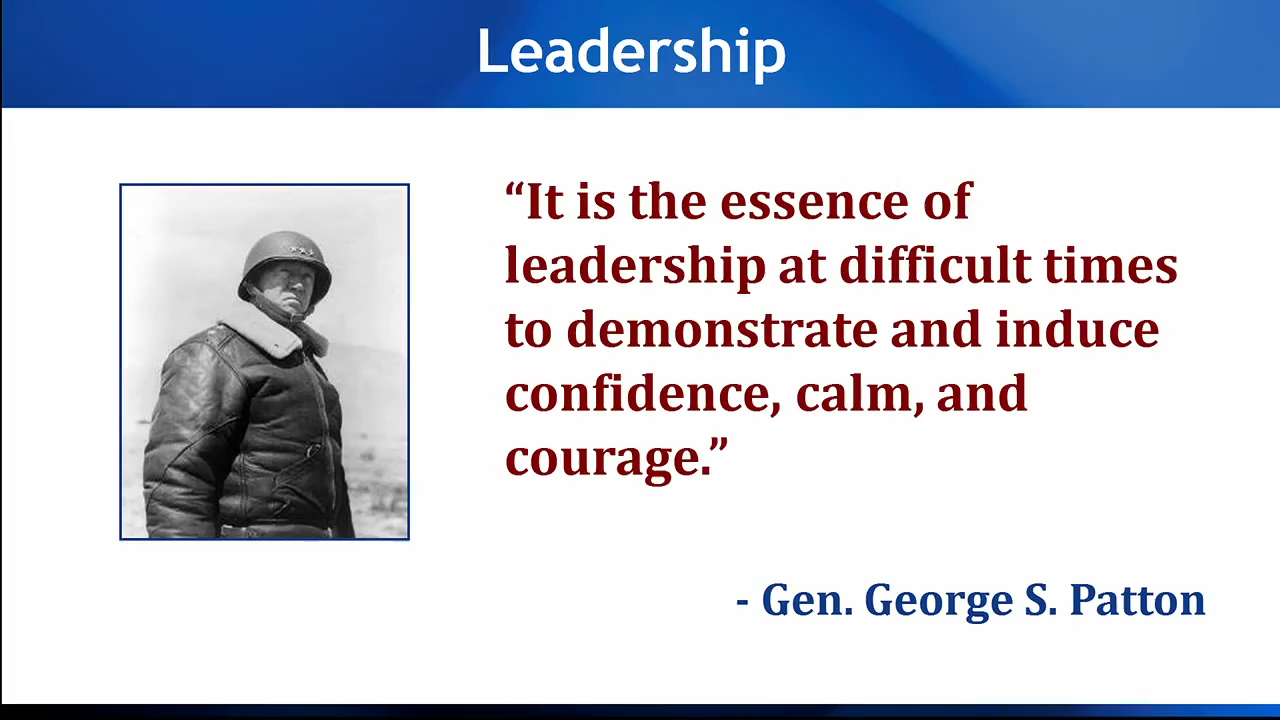 Leadership
“It is the essence of
leadership at difficult times
to demonstrate and induce
confidence, calm, and
courage.”
- Gen. George S. Patton